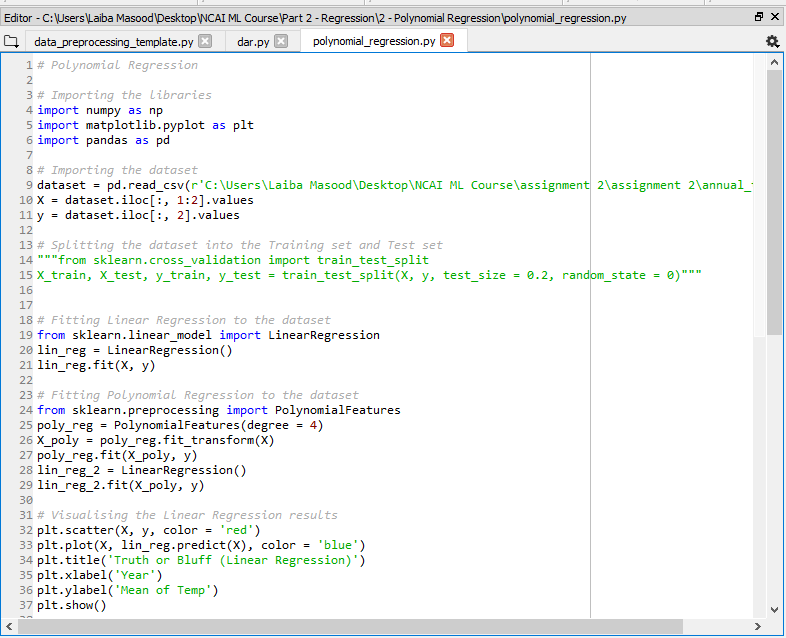 Editor - C:\Users\Laiba Masood\Desktop\NCAI ML Course\Part 2 - Regression\2 - Polynomial Regression\polynomial_regression.py
data_preprocessing_template.py dar.py polynomial_regression.py
1 # Polynomial Regression
2
3 # Importing the libraries
4 import numpy as np
5 import matplotlib.pyplot as plt
6 import pandas as pd
7
8 # Importing the dataset
9 dataset = pd.read_csv(r'C:\Users\Laiba Masood\Desktop\NCAI ML Course\assignment 2\assignment 2\annual_
10 X = dataset.iloc[:, 1:2].values
11 y = dataset.iloc[:, 2].values
12
13 # Splitting the dataset into the Training set and Test set
14 """from sklearn.cross_validation import train_test_split
15 X_train, X_test, y_train, y_test = train_test_split(X, y, test_size = 0.2, random_state = 0)"""
16
17
18 # Fitting Linear Regression to the dataset
19 from sklearn.linear_model import LinearRegression
20 lin_reg = LinearRegression()
21 lin_reg.fit(X, y)
22
23 # Fitting Polynomial Regression to the dataset
24 from sklearn.preprocessing import PolynomialFeatures
25 poly_reg = PolynomialFeatures(degree = 4)
26 X_poly = poly_reg.fit_transform(X)
27 poly_reg.fit(X_poly, y)
28 lin_reg_2 = LinearRegression()
29 lin_reg_2.fit(X_poly, y)
30
31 # Visualising the Linear Regression results
32 plt.scatter(X, y, color = 'red')
33 plt.plot(X, lin_reg.predict(X), color = 'blue')
34 plt.title('Truth or Bluff (Linear Regression)')
35 plt.xlabel('Year')
36 plt.ylabel('Mean of Temp')
37 plt.show()